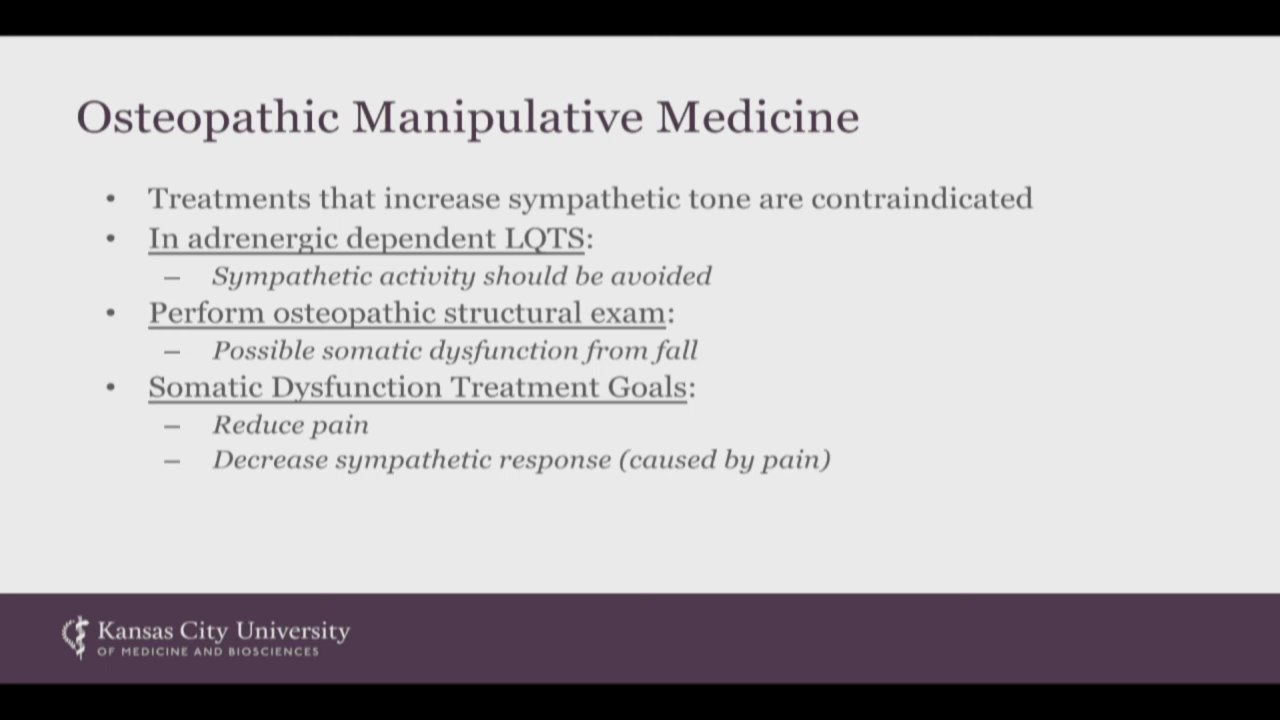 Osteopathic Manipulative Medicine
• Treatments that increase sympathetic tone are contraindicated
• In adrenergic dependent LQTS:
– Sympathetic activity should be avoided
• Perform osteopathic structural exam:
– Possible somatic dysfunction from fall
• Somatic Dysfunction Treatment Goals:
– Reduce pain
– Decrease sympathetic response (caused by pain)
Kansas City University
OF MEDICINE AND BIOSCIENCES